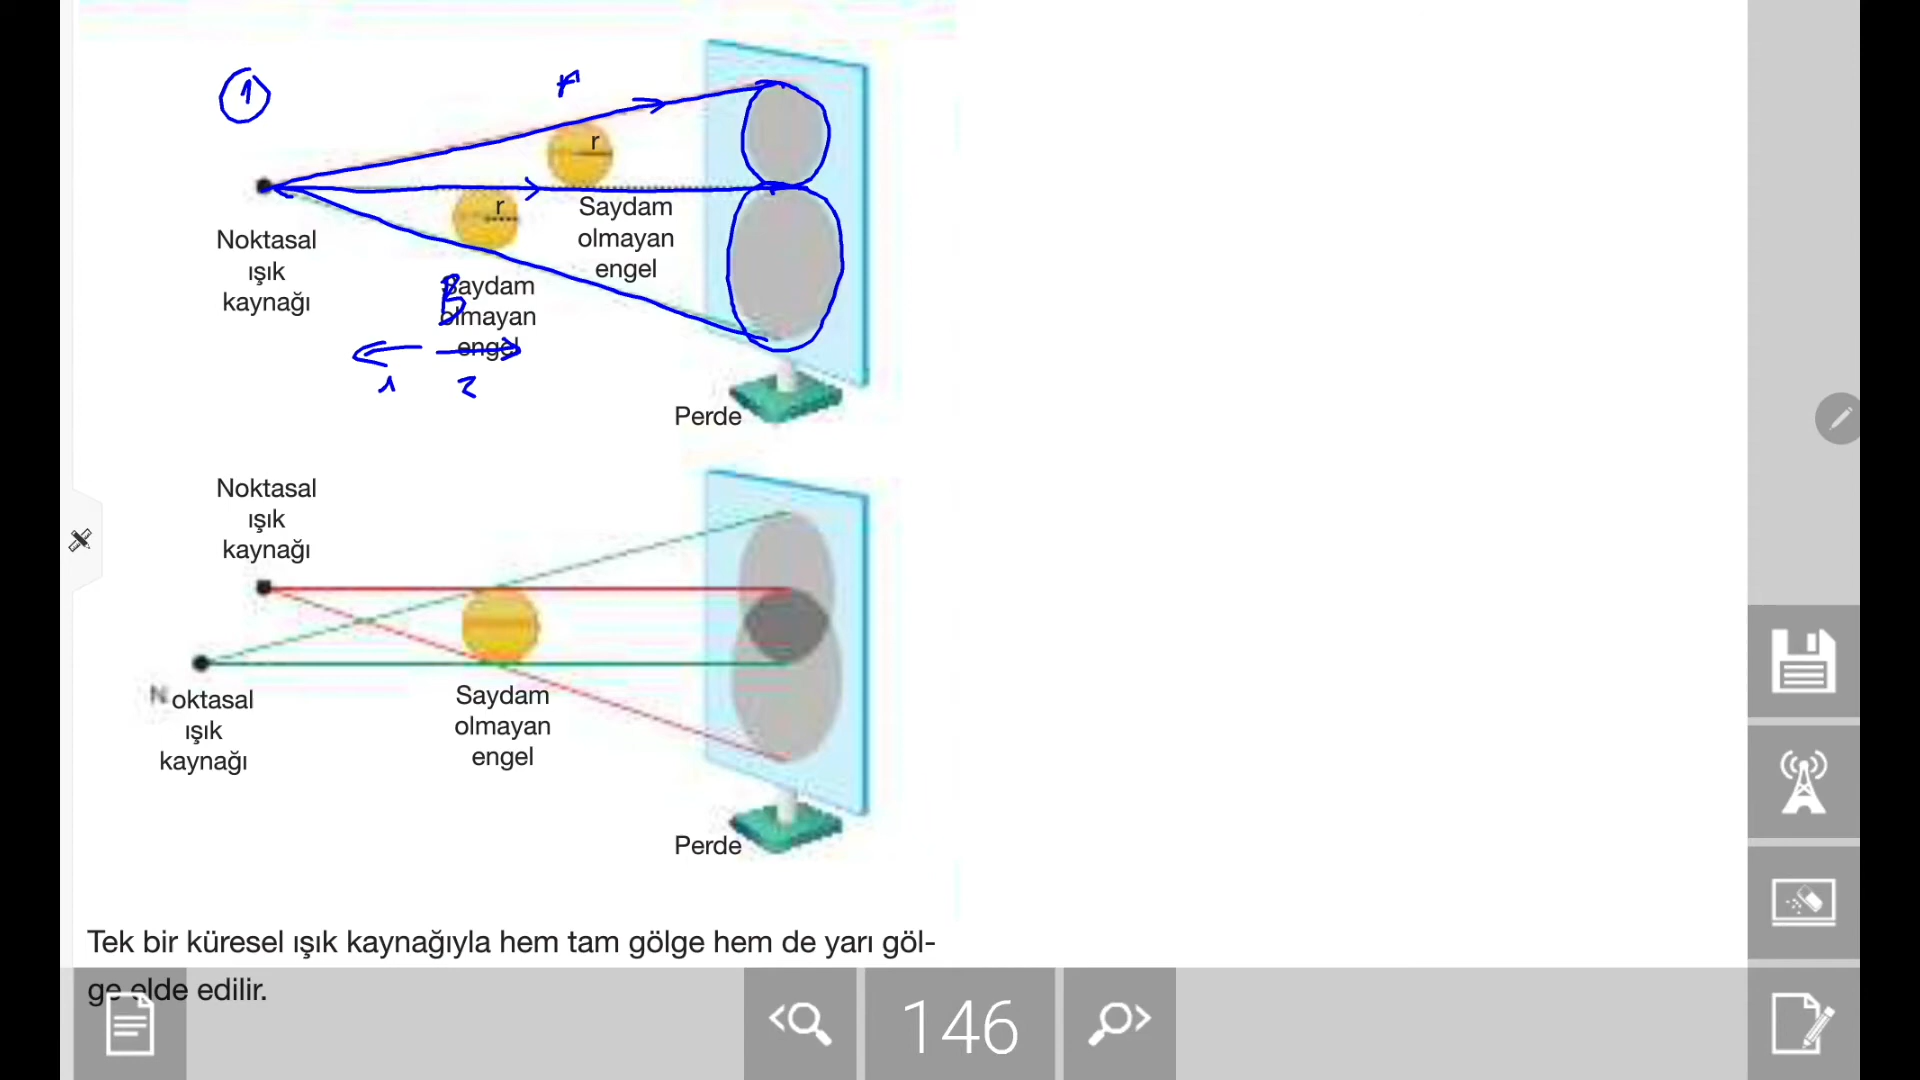 1
A
r
r
Saydam
olmayan
engel
Noktasal
ışık
kaynağı
B
Saydam
olmayan
engel
1 2
Perde
Noktasal
ışık
kaynağı
Noktasal
ışık
kaynağı
Saydam
olmayan
engel
Perde
Tek bir küresel ışık kaynağıyla hem tam gölge hem de yarı göl-
ge elde edilir.
146